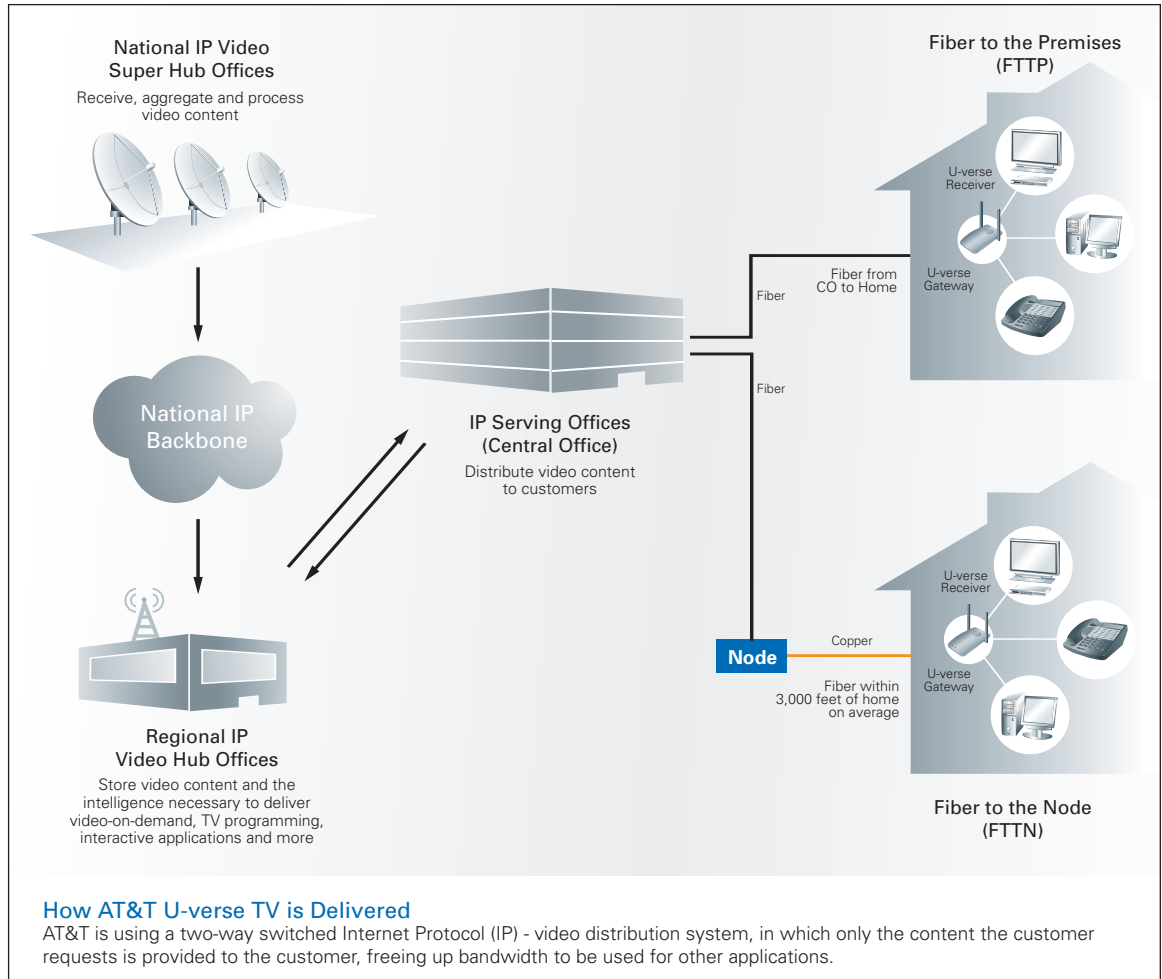 National IP Video
Super Hub Offices
Receive, aggregate and process
video content
National IP
Backbone
Regional IP
Video Hub Offices
Store video content and the
intelligence necessary to deliver
video-on-demand, TV programming,
interactive applications and more
IP Serving Offices
(Central Office)
Distribute video content
to customers
Fiber
Fiber from
CO to Home
Fiber
Fiber to the Premises
(FTTP)
U-verse
Receiver
U-verse
Gateway
Node
Copper
Fiber within
3,000 feet of home
on average
U-verse
Receiver
U-verse
Gateway
Fiber to the Node
(FTTN)
How AT&T U-verse TV is Delivered
AT&T is using a two-way switched Internet Protocol (IP) - video distribution system, in which only the content the customer
requests is provided to the customer, freeing up bandwidth to be used for other applications.